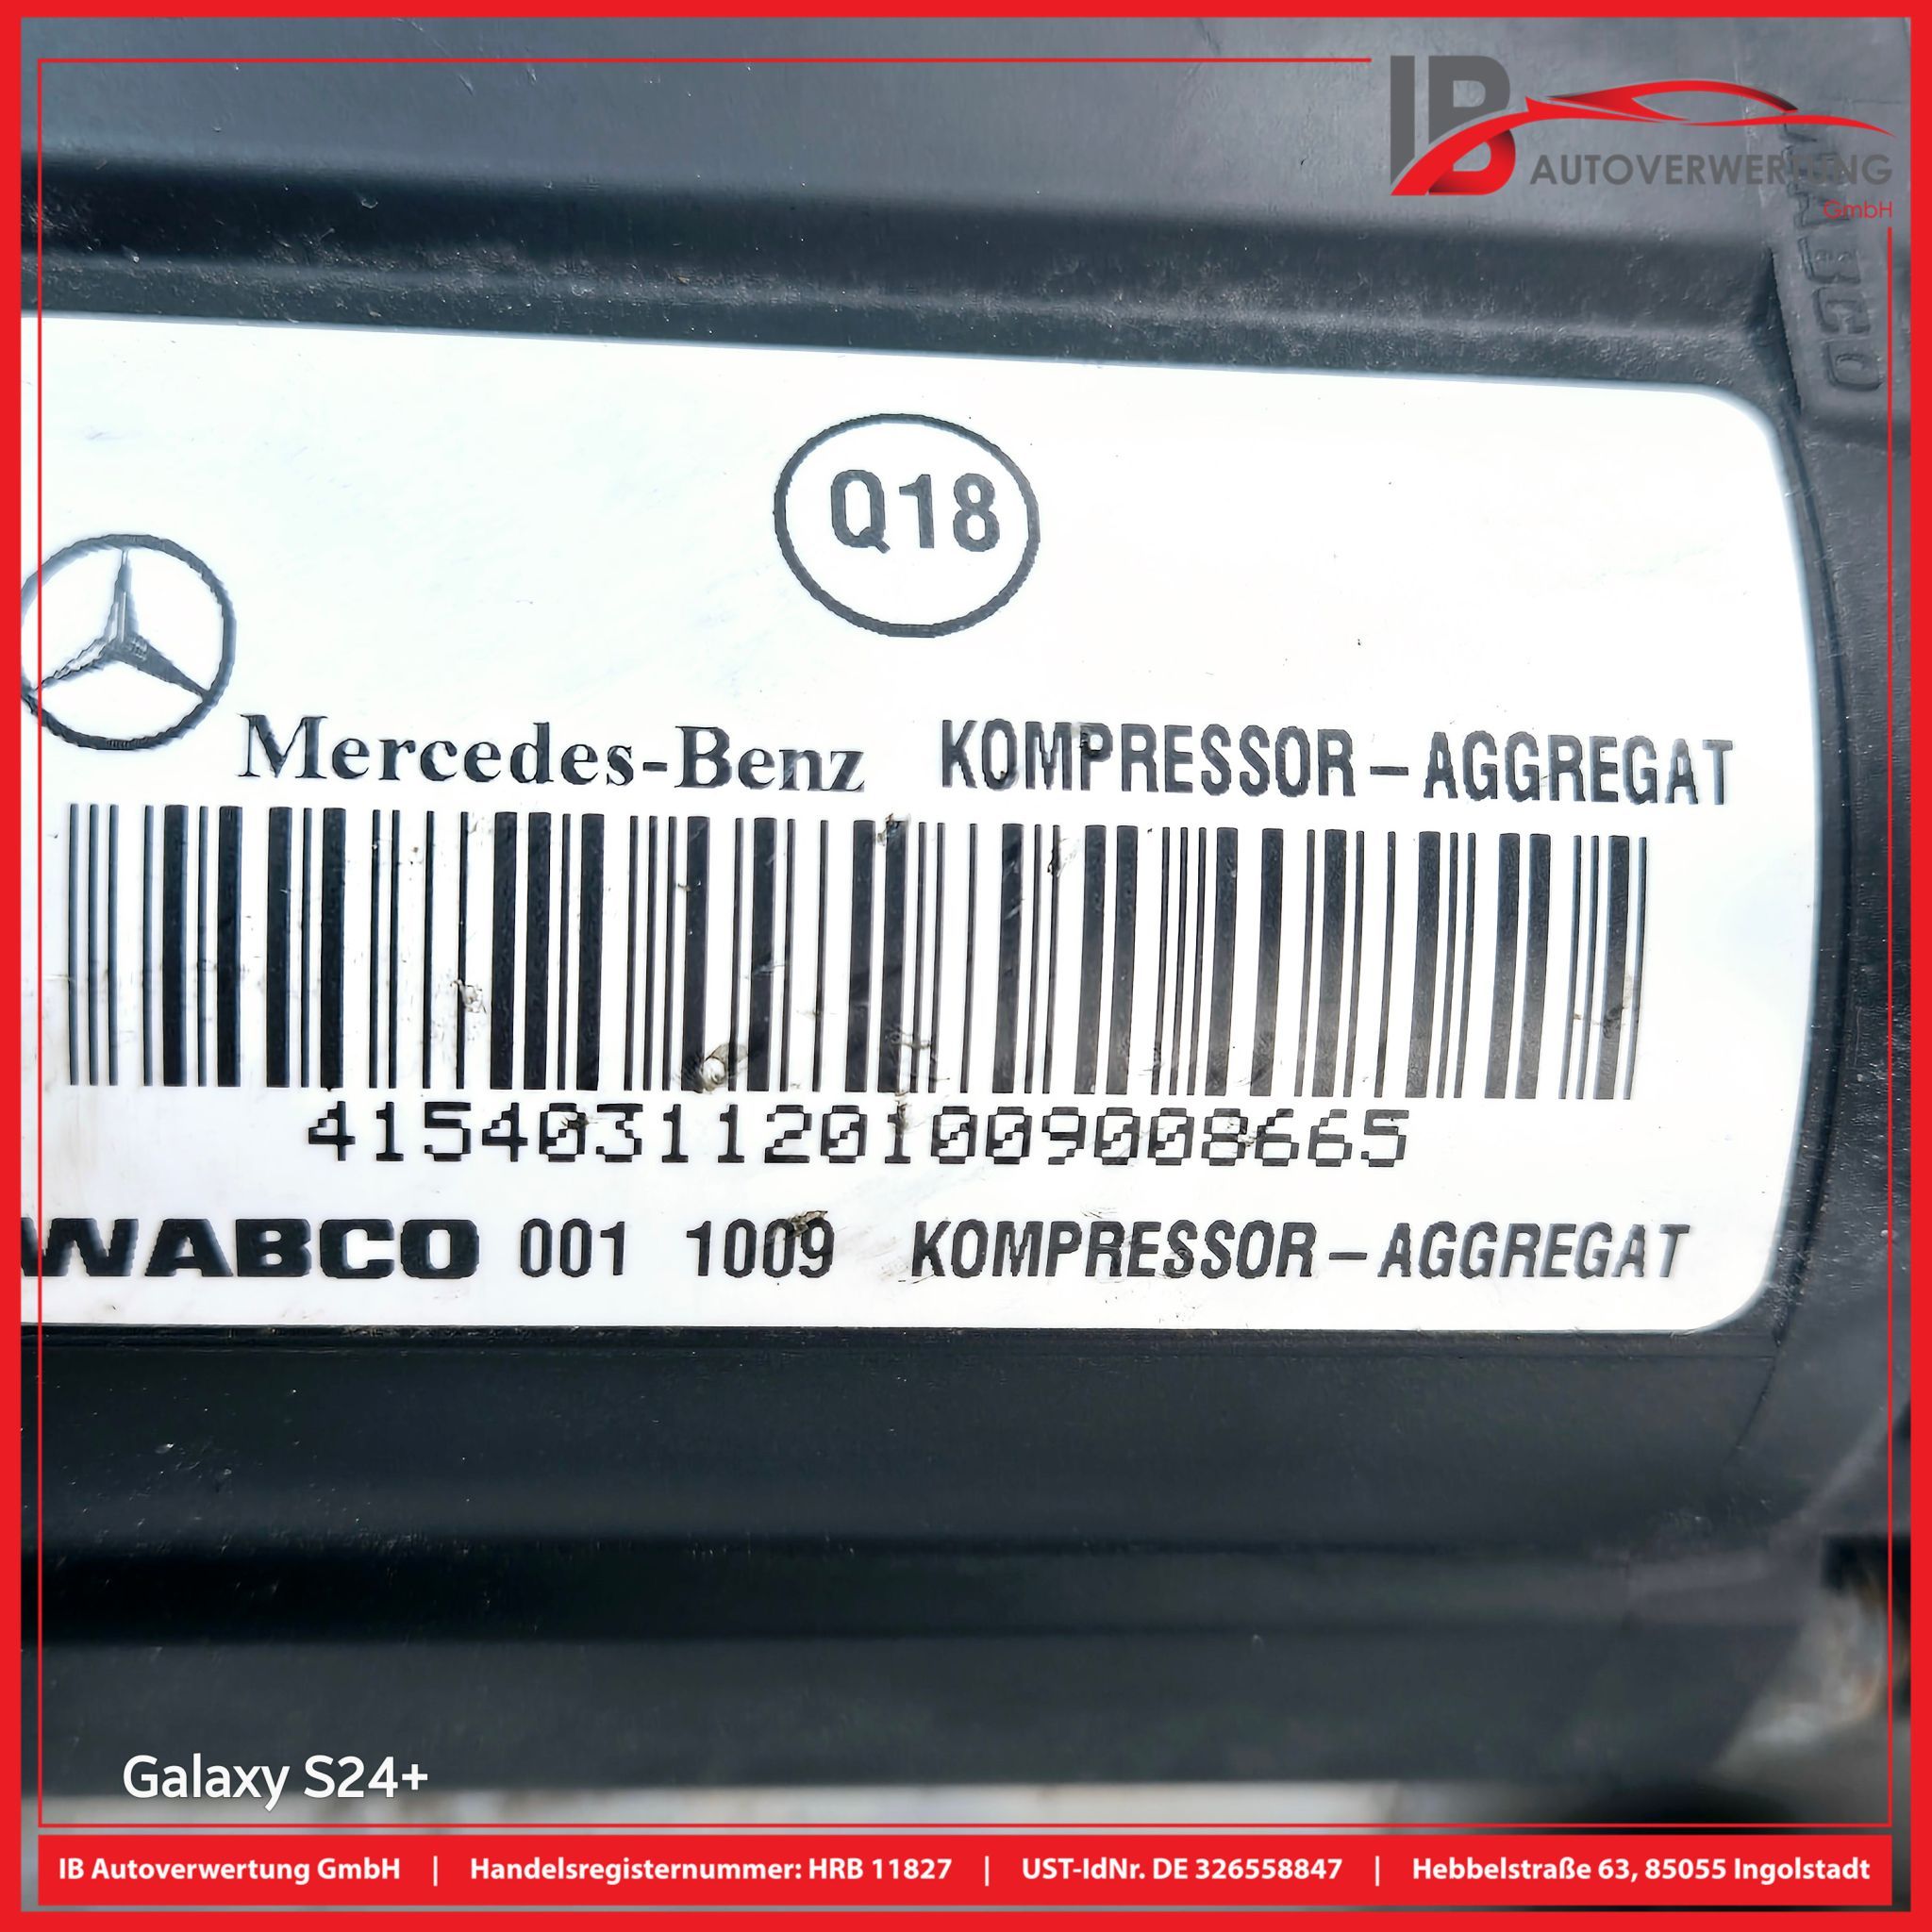 IB
AUTOVERWERTUNG
GmbH
WABCO
Q18
Mercedes-Benz KOMPRESSOR-AGGREGAT
41540311201009008665
WABCO 001 1009 KOMPRESSOR-AGGREGAT
Galaxy S24+
IB Autoverwertung GmbH | Handelsregisternummer: HRB 11827 | UST-IdNr. DE 326558847 | Hebbelstraße 63, 85055 Ingolstadt